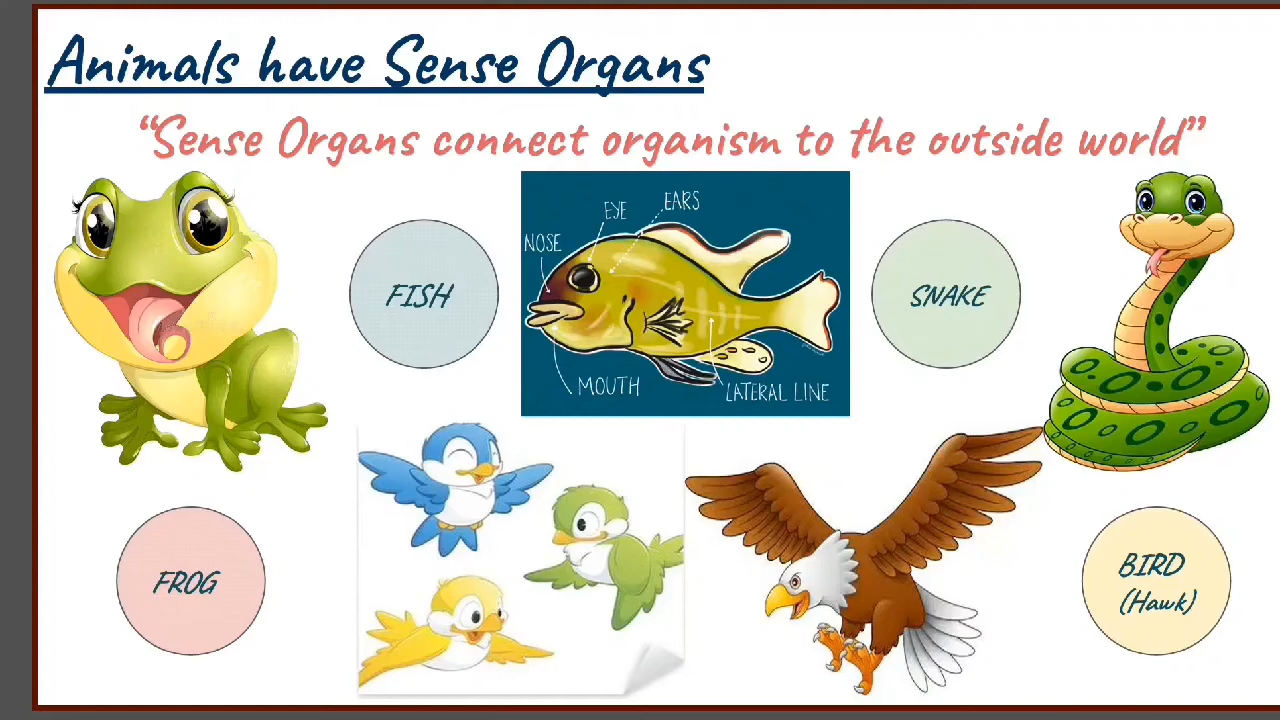 Animals have Sense Organs
“Sense Organs connect organism to the outside world”
EYE
EARS
NOSE
FISH
SNAKE
MOUTH
LATERAL LINE
FROG
BIRD
(Hawk)